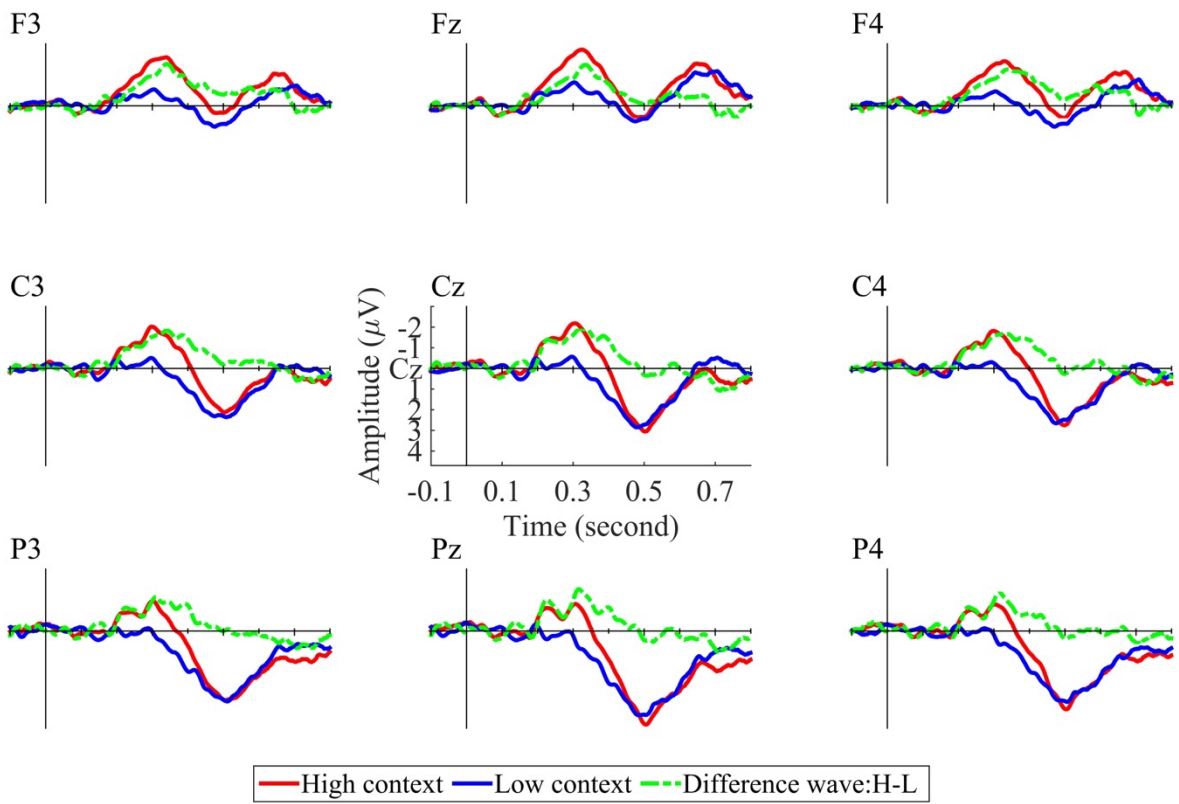 F3
Fz
F4
C3
Cz
C4
Amplitude (μV)
-2
-1
Cz
1
2
3
4
-0.1 0.1 0.3 0.5 0.7
Time (second)
P3
Pz
P4
High context Low context Difference wave:H-L